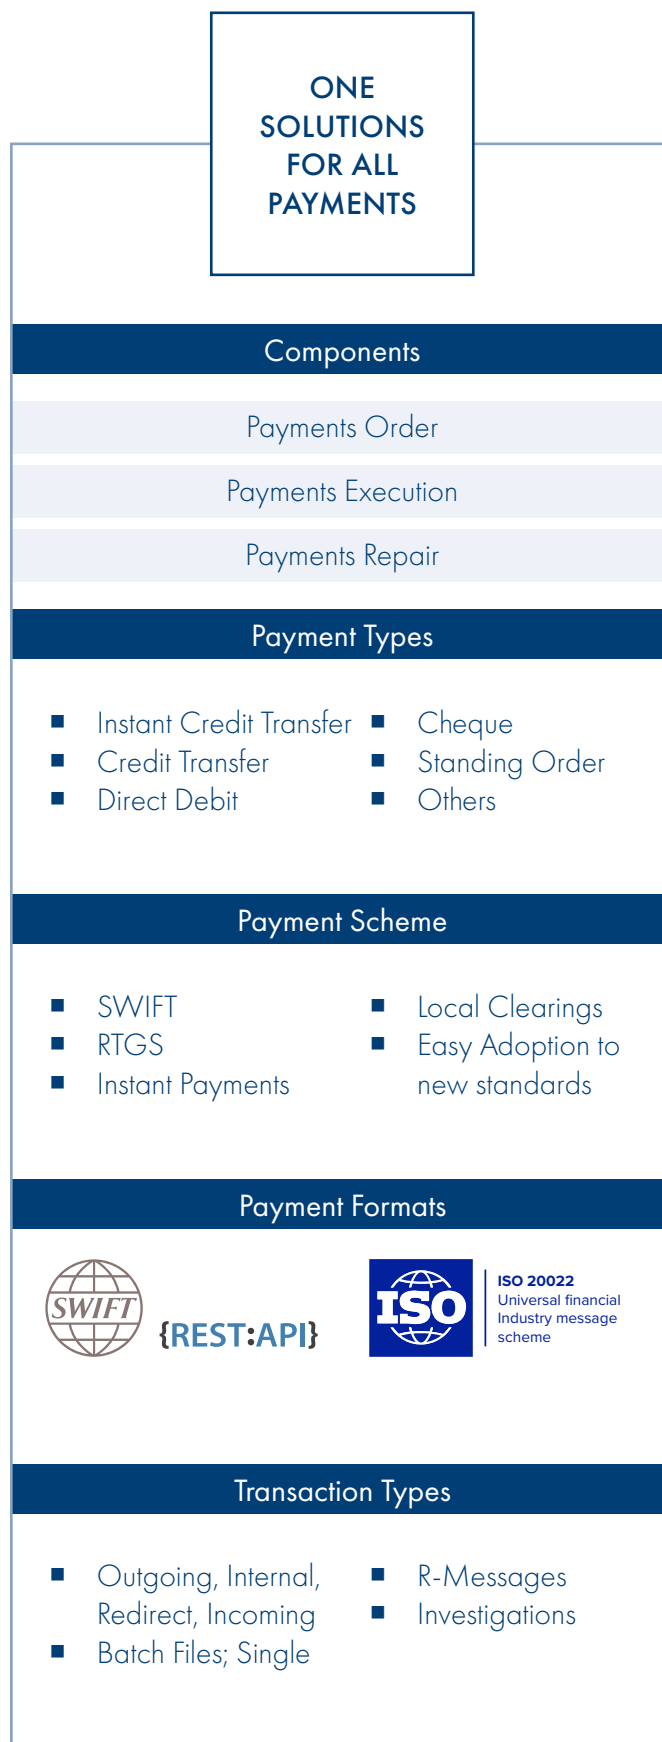 ONE
SOLUTIONS
FOR ALL
PAYMENTS
Components
Payments Order
Payments Execution
Payments Repair
Payment Types
Instant Credit Transfer
Credit Transfer
Direct Debit
Cheque
Standing Order
Others
Payment Scheme
SWIFT
RTGS
Instant Payments
Local Clearings
Easy Adoption to
new standards
Payment Formats
SWIFT
{REST:API}
ISO
ISO 20022
Universal financial
Industry message
scheme
Transaction Types
Outgoing, Internal,
Redirect, Incoming
Batch Files; Single
R-Messages
Investigations